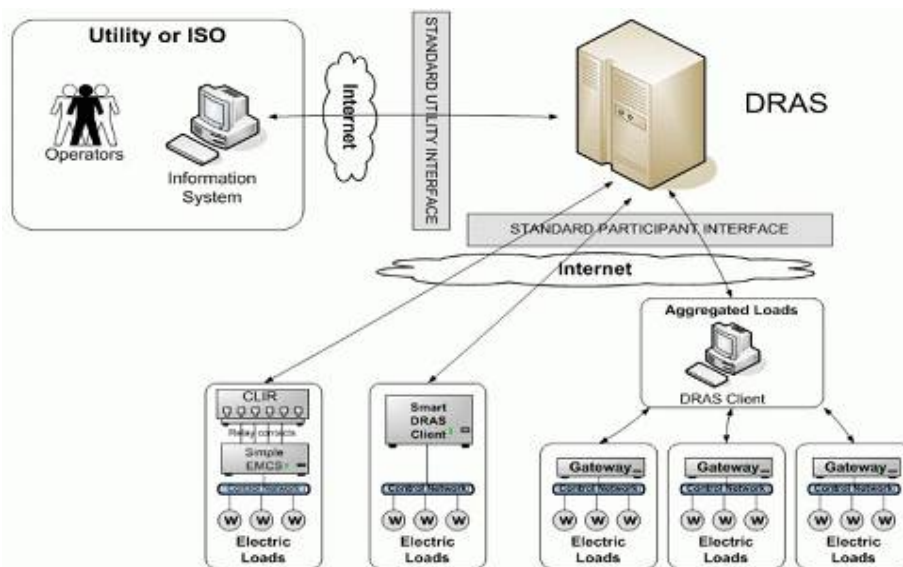 Utility or ISO
Operators
Information
System
Internet
STANDARD UTILITY INTERFACE
DRAS
STANDARD PARTICIPANT INTERFACE
Internet
Aggregated Loads
DRAS Client
CLIR
Relay contacts
Simple
EMCS
Control Network
W W W
Electric
Loads
Smart
DRAS
Client
Control Network
W W W
Electric
Loads
Gateway
Control Network
W W W
Electric
Loads
Gateway
Control Network
W W W
Electric
Loads
Gateway
Control Network
W W W
Electric
Loads